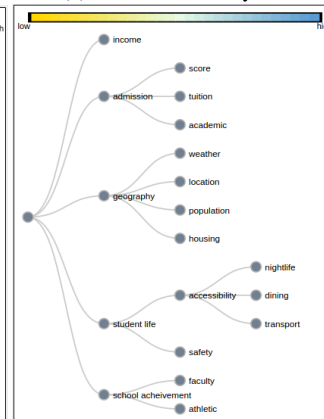 low
income
score
admission
tuition
academic
weather
location
geography
population
housing
nightlife
accessibility
dining
student life
transport
safety
faculty
school acheivement
athletic